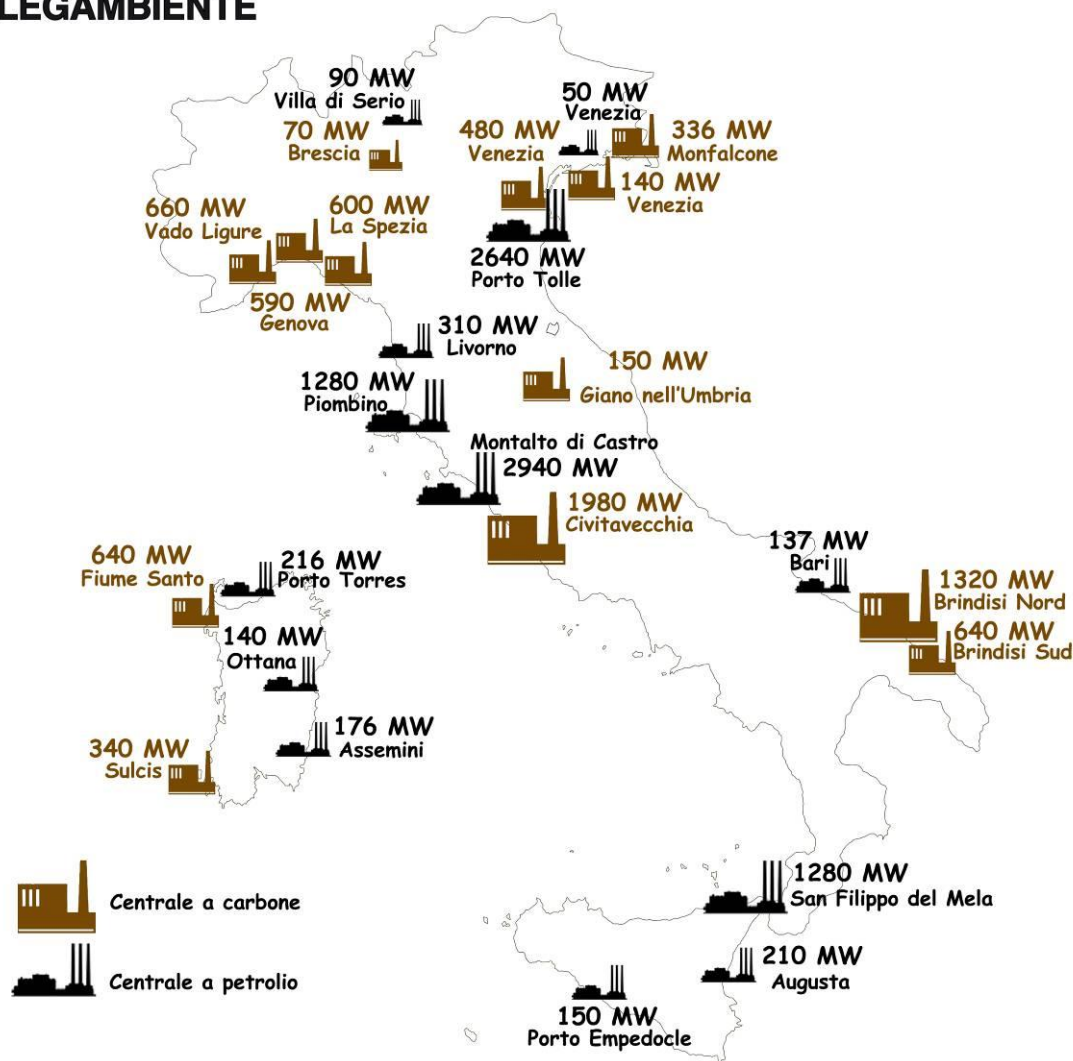 LEGAMBIENTE
90 MW
Villa di Serio
70 MW
Brescia
50 MW
Venezia
480 MW
Venezia
336 MW
Monfalcone
140 MW
Venezia
660 MW
Vado Ligure
600 MW
La Spezia
590 MW
Genova
2640 MW
Porto Tolle
310 MW
Livorno
150 MW
Giano nell'Umbria
1280 MW
Piombino
Montalto di Castro
2940 MW
1980 MW
Civitavecchia
137 MW
Bari
1320 MW
Brindisi Nord
640 MW
Brindisi Sud
640 MW
Fiume Santo
216 MW
Porto Torres
140 MW
Ottana
176 MW
Assemini
340 MW
Sulcis
1280 MW
San Filippo del Mela
210 MW
Augusta
150 MW
Porto Empedocle
Centrale a carbone
Centrale a petrolio